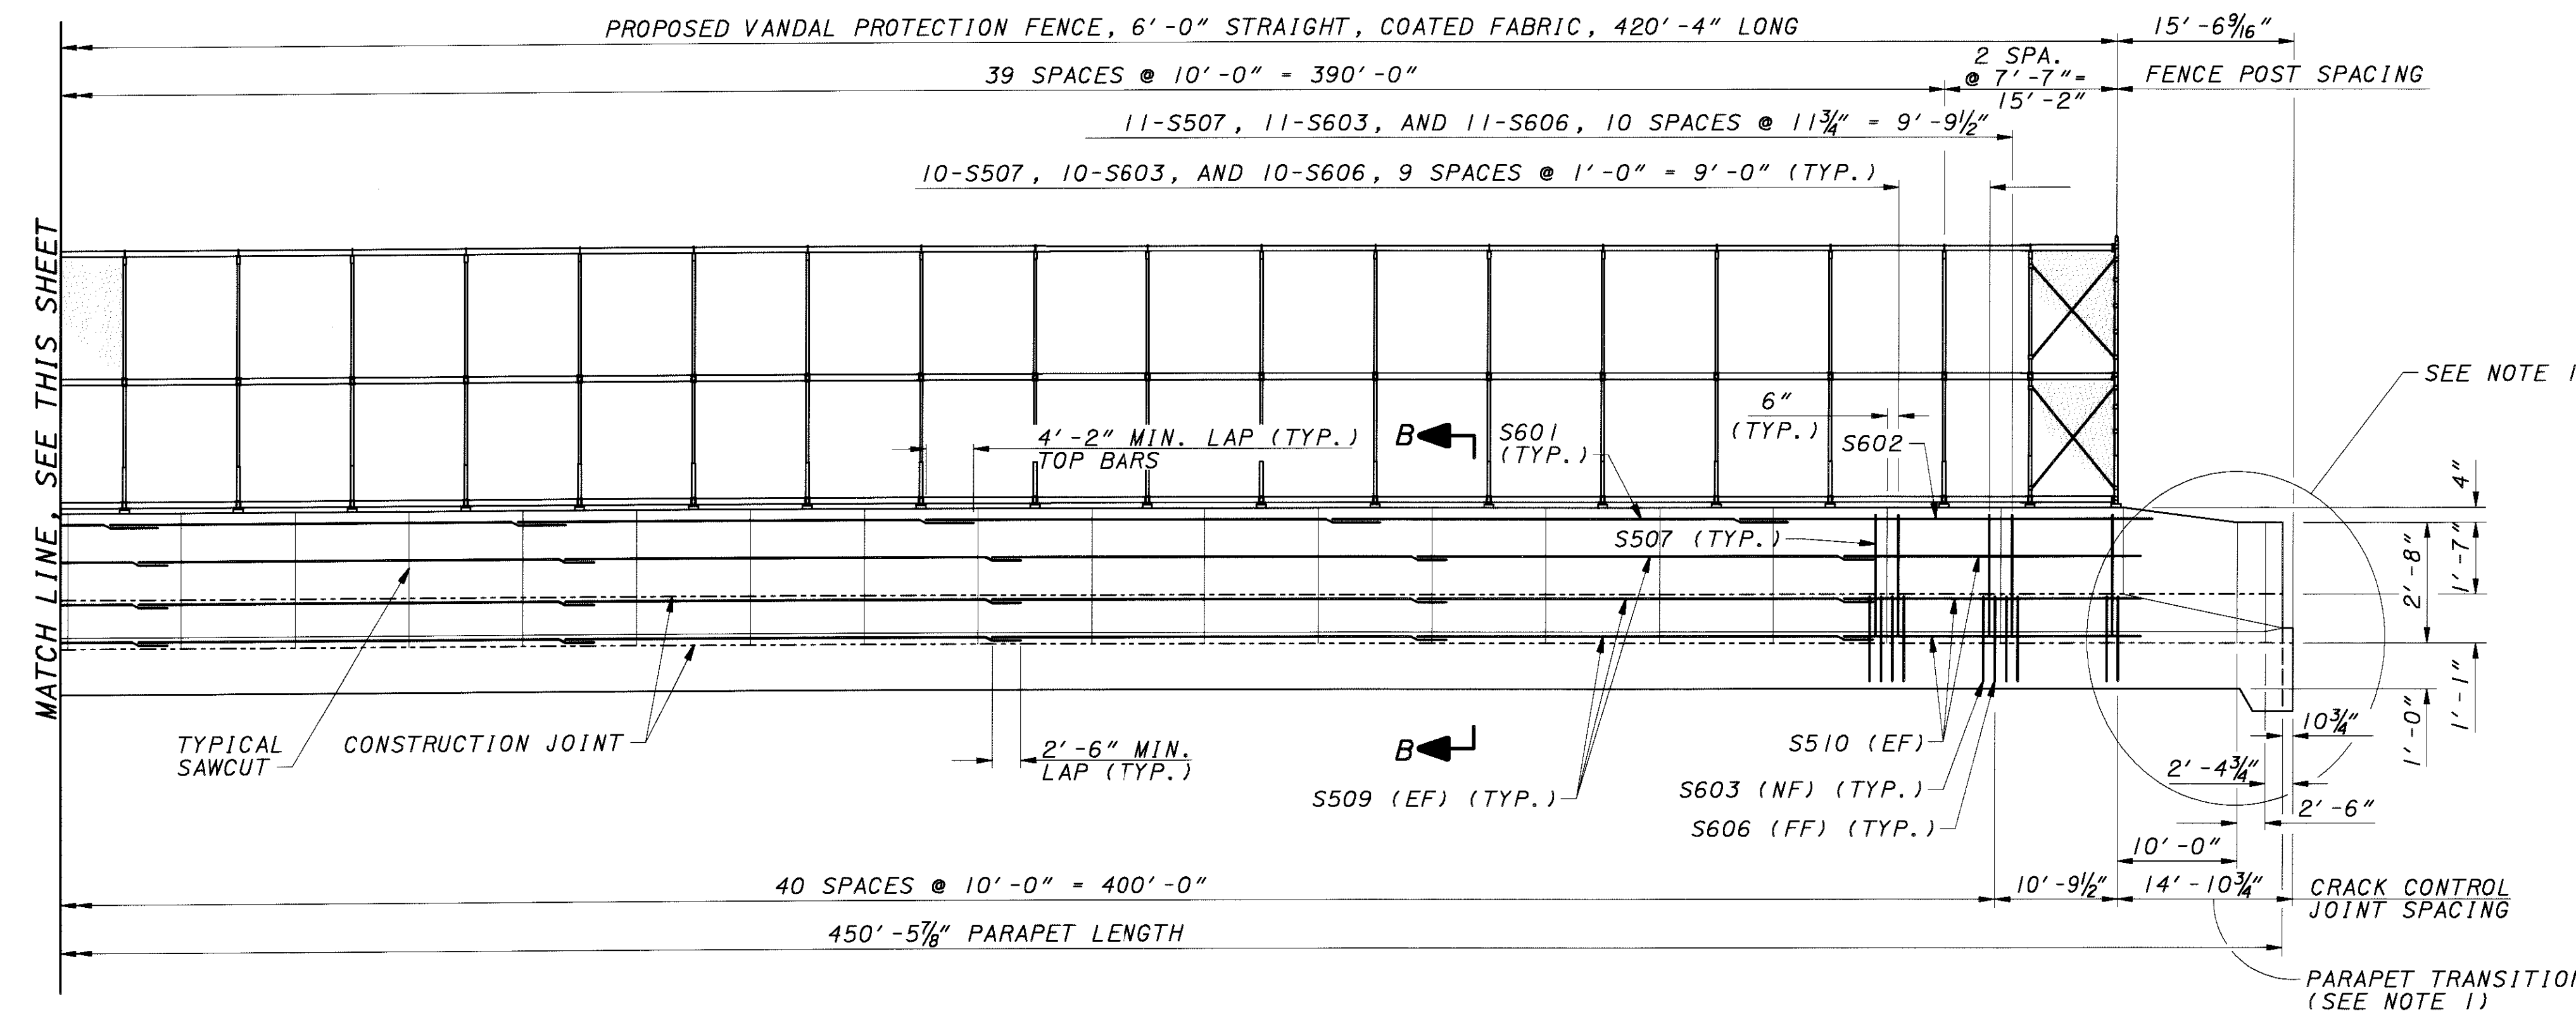 PROPOSED VANDAL PROTECTION FENCE, 6'-0" STRAIGHT, COATED FABRIC, 420'-4" LONG
15'-6 9/16"
39 SPACES @ 10'-0" = 390'-0"
2 SPA.
@ 7'-7"=
15'-2"
FENCE POST SPACING
11-S507, 11-S603, AND 11-S606, 10 SPACES @ 11 3/4" = 9'-9 1/2"
10-S507, 10-S603, AND 10-S606, 9 SPACES @ 1'-0" = 9'-0" (TYP.)
MATCH LINE, SEE THIS SHEET
SEE NOTE 1
4'-2" MIN. LAP (TYP.)
TOP BARS
B
S601
(TYP.)
6"
(TYP.)
S602
S507 (TYP.)
4"
1'-7"
2'-8"
1'-1"
1'-0"
TYPICAL
SAWCUT
CONSTRUCTION JOINT
2'-6" MIN.
LAP (TYP.)
B
S509 (EF) (TYP.)
S510 (EF)
S603 (NF) (TYP.)
S606 (FF) (TYP.)
10 3/4"
2'-4 3/4"
2'-6"
10'-0"
40 SPACES @ 10'-0" = 400'-0"
10'-9 1/2"
14'-10 3/4"
CRACK CONTROL
JOINT SPACING
450'-5 7/8" PARAPET LENGTH
PARAPET TRANSITION
(SEE NOTE 1)